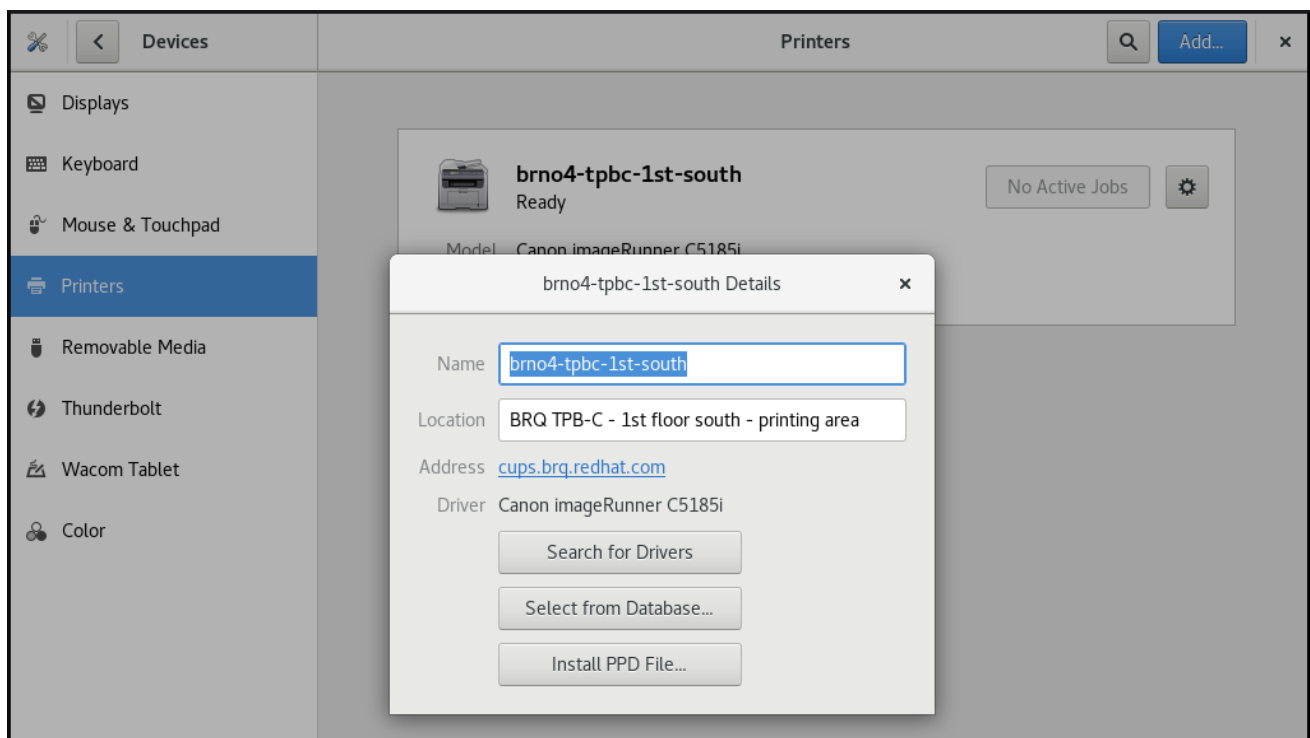 Devices
Printers
Add...
Displays
Keyboard
Mouse & Touchpad
Printers
Removable Media
Thunderbolt
Wacom Tablet
Color
brno4-tpbc-1st-south
Ready
No Active Jobs
Model Canon imageRunner C5185i
brno4-tpbc-1st-south Details
Name brno4-tpbc-1st-south
Location BRQ TPB-C - 1st floor south - printing area
Address cups.brq.redhat.com
Driver Canon imageRunner C5185i
Search for Drivers
Select from Database...
Install PPD File...